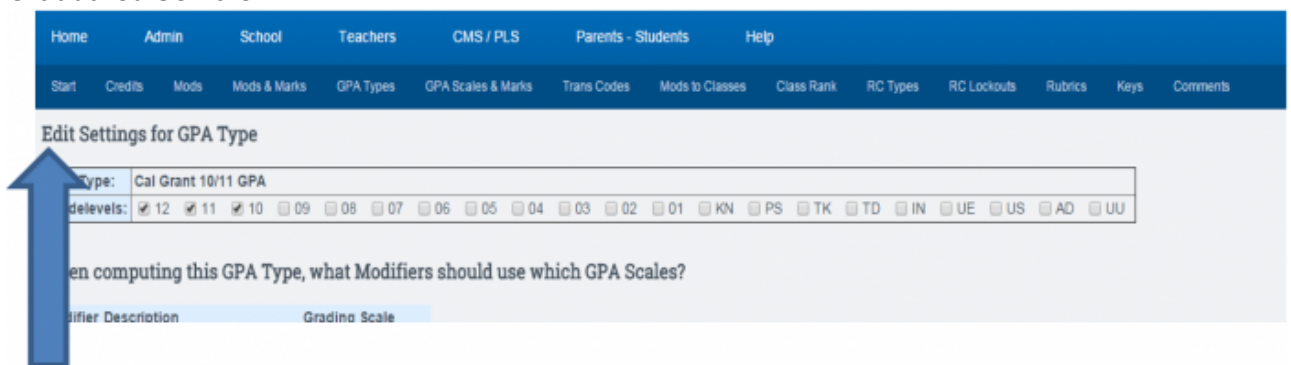 Home Admin School Teachers CMS / PLS Parents - Students Help
Start Credits Mods Mods & Marks GPA Types GPA Scales & Marks Trans Codes Mods to Classes Class Rank RC Types RC Lockouts Rubrics Keys Comments
Edit Settings for GPA Type
ype: Cal Grant 10/11 GPA
delevels: 12 11 10 09 08 07 06 05 04 03 02 01 KN PS TK TD IN UE US AD UU
en computing this GPA Type, what Modifiers should use which GPA Scales?
difier Description Grading Scale